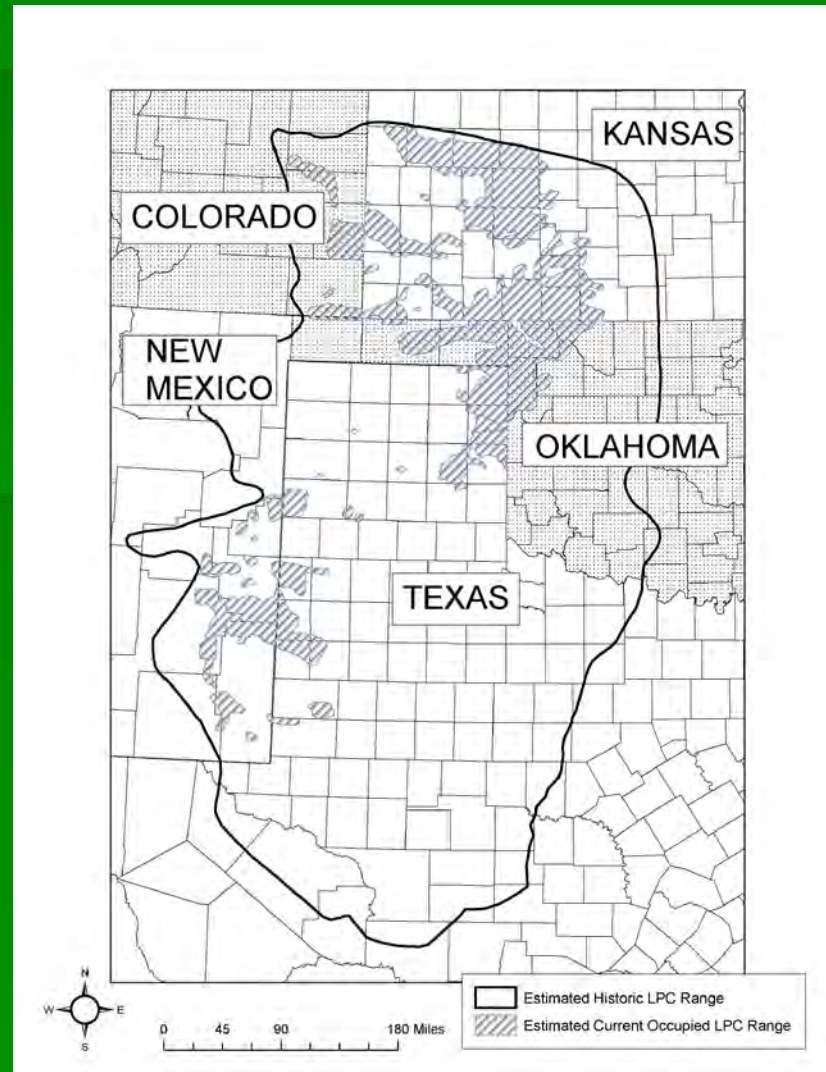 KANSAS
COLORADO
NEW
MEXICO
OKLAHOMA
TEXAS
N
W E
S
0 45 90 180 Miles
Estimated Historic LPC Range
Estimated Current Occupied LPC Range